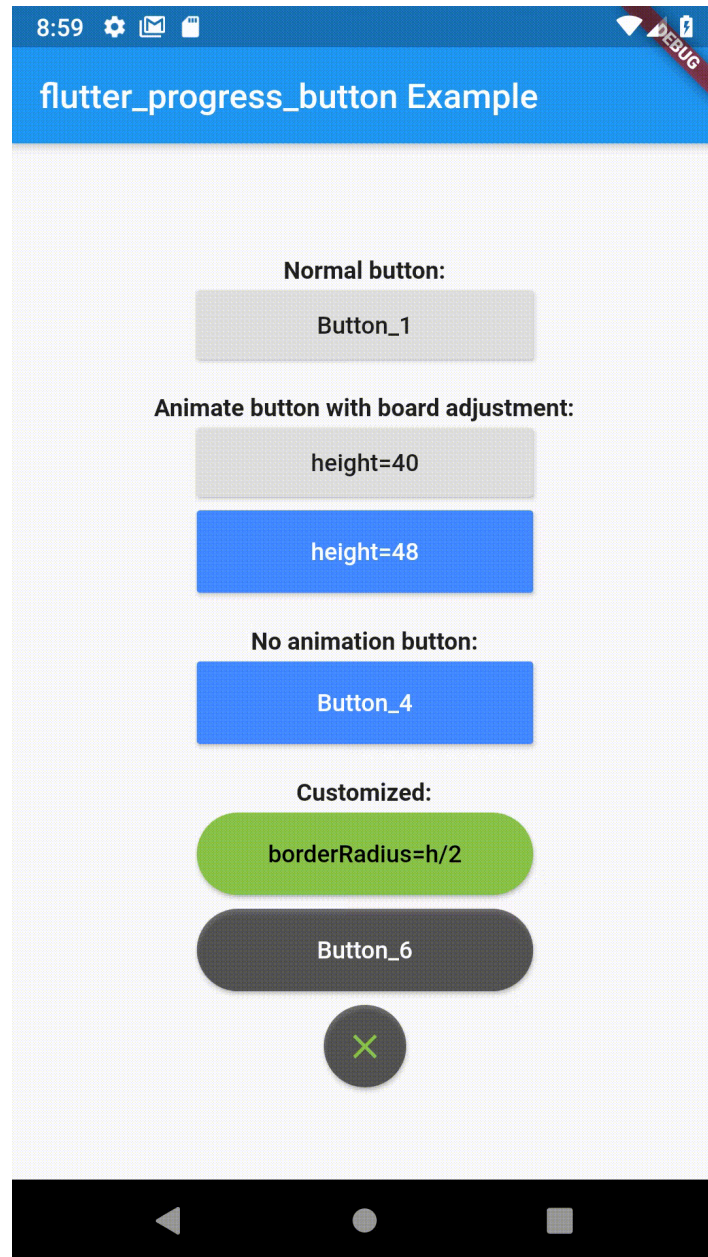 8:59
DEBUG
flutter_progress_button Example
Normal button:
Button_1
Animate button with board adjustment:
height=40
height=48
No animation button:
Button_4
Customized:
borderRadius=h/2
Button_6